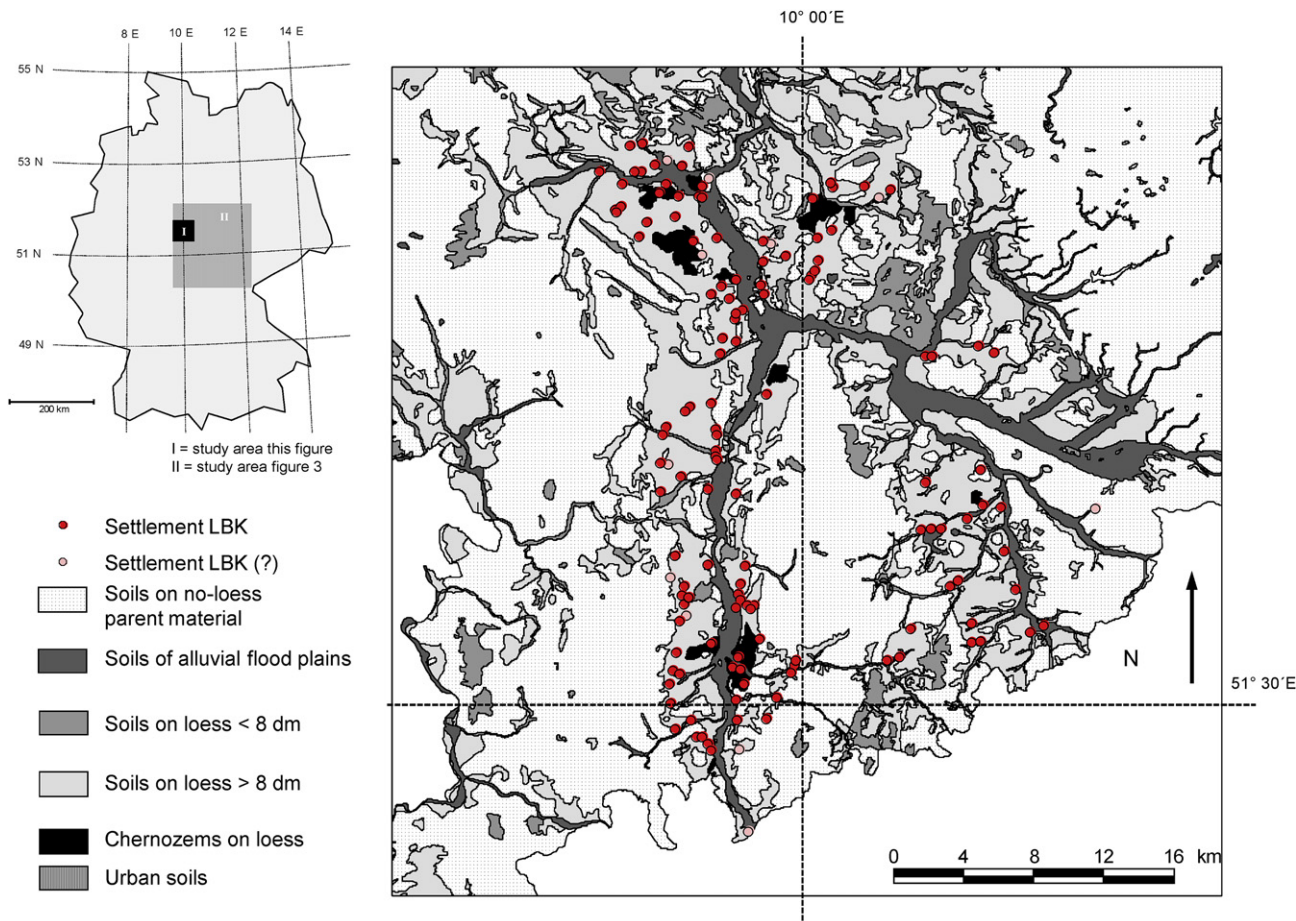 8 E 10 E 12 E 14 E
55 N
53 N
51 N
49 N
II
I
200 km
I = study area this figure
II = study area figure 3
Settlement LBK
Settlement LBK (?)
Soils on no-loess
parent material
Soils of alluvial flood plains
Soils on loess < 8 dm
Soils on loess > 8 dm
Chernozems on loess
Urban soils
10° 00´E
N
51° 30´E
0 4 8 12 16 km